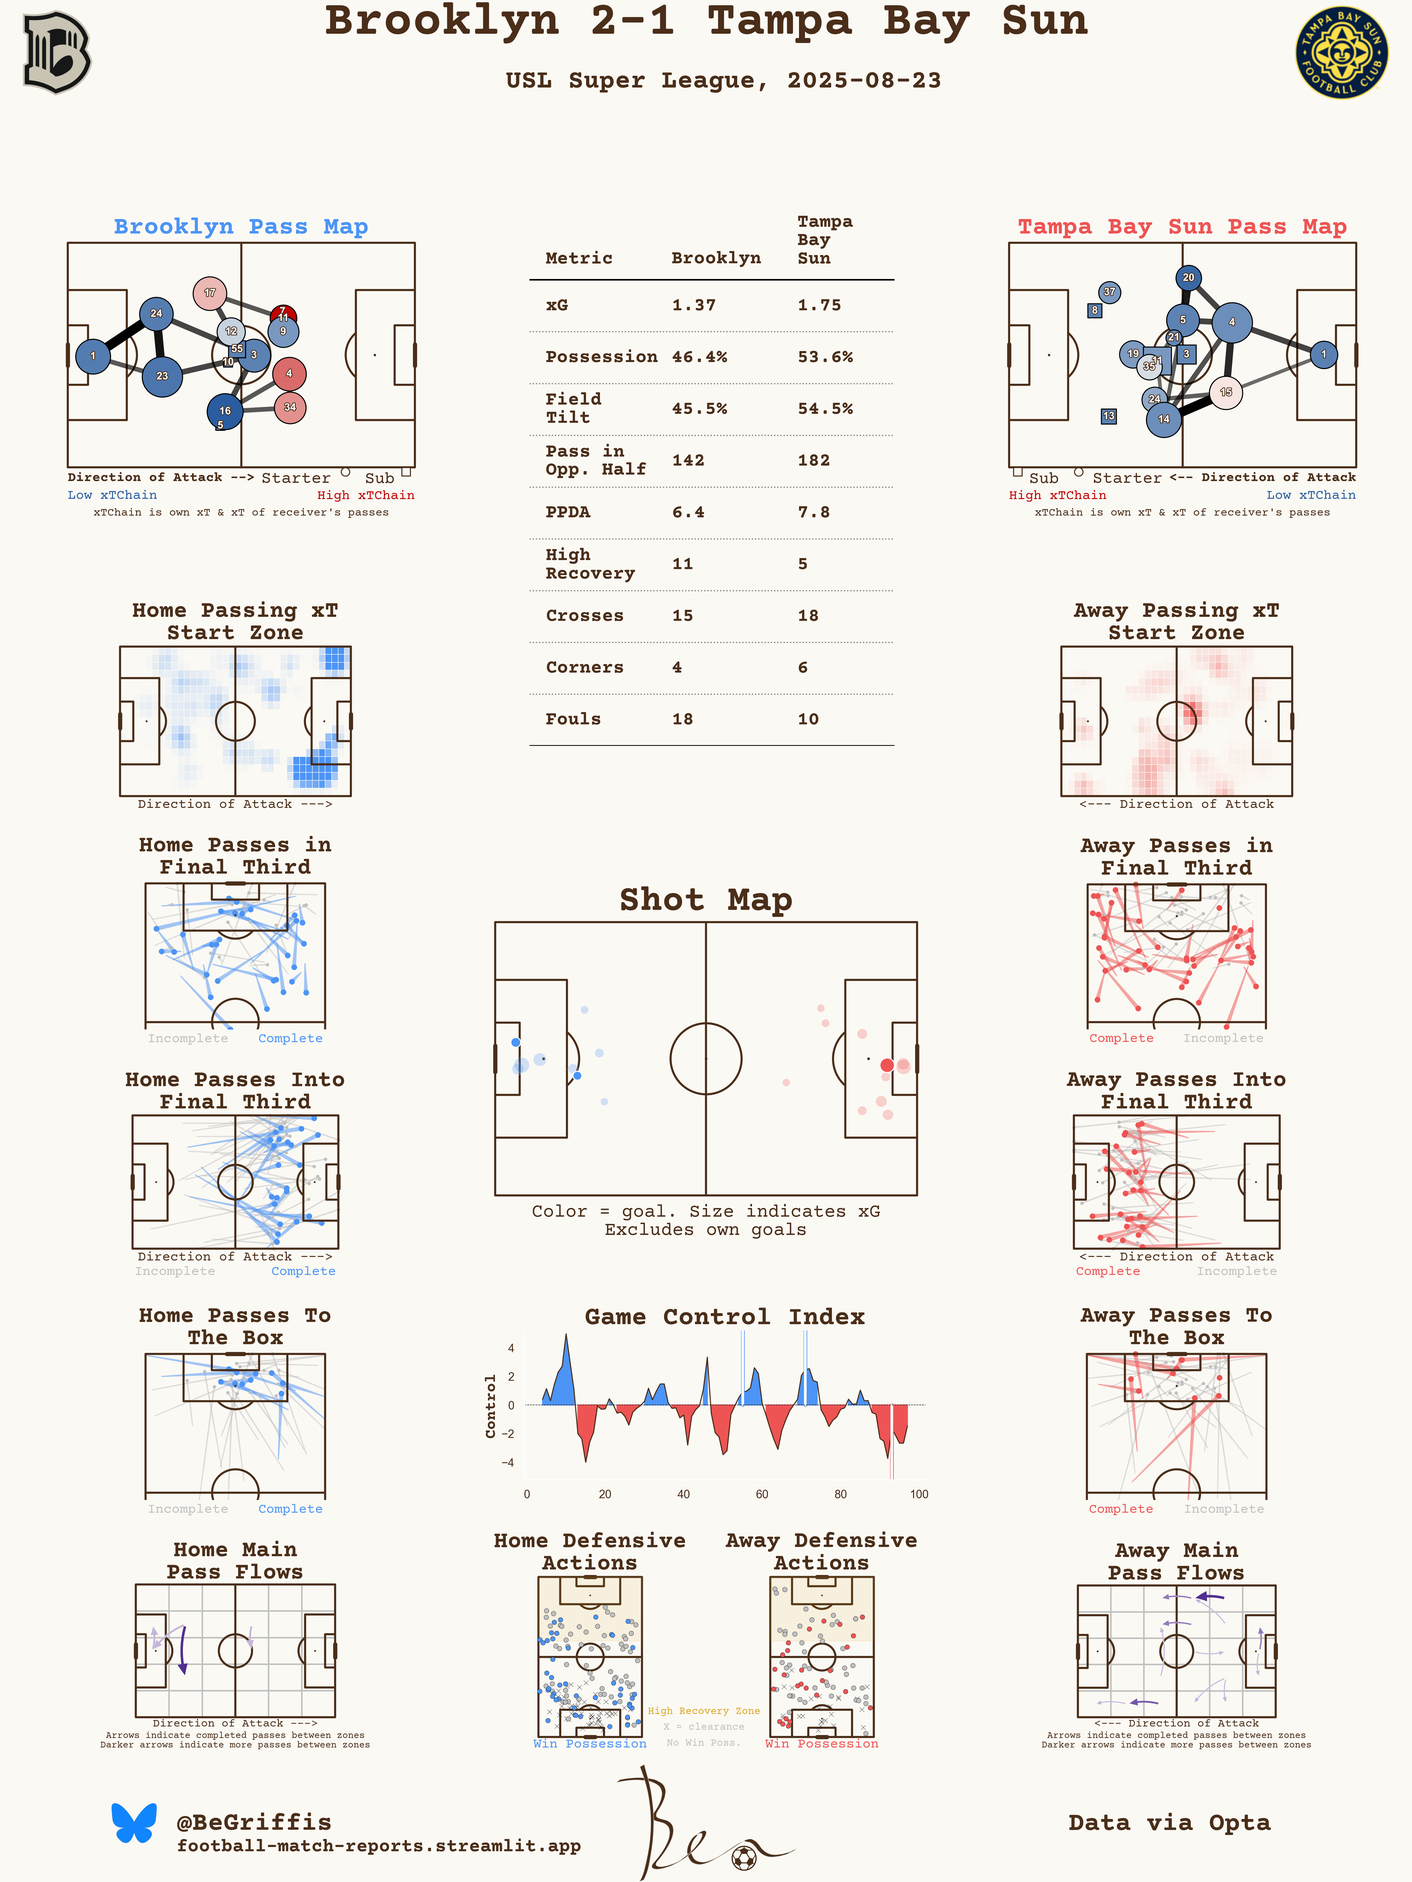 Brooklyn 2-1 Tampa Bay Sun
USL Super League, 2025-08-23
B
TAMPA BAY SUN
FOOTBALL CLUB
Brooklyn Pass Map
17
7
11
24
12
9
55
1
10
3
23
4
16
34
5
Direction of Attack --> Starter Sub
Low xTChain High xTChain
xTChain is own xT & xT of receiver's passes
Metric Brooklyn Tampa
Bay
Sun
xG 1.37 1.75
Possession 46.4% 53.6%
Field
Tilt 45.5% 54.5%
Pass in
Opp. Half 142 182
PPDA 6.4 7.8
High
Recovery 11 5
Crosses 15 18
Corners 4 6
Fouls 18 10
Tampa Bay Sun Pass Map
20
37
8
5
4
21
19
11
3
1
35
15
24
13
14
Sub Starter <-- Direction of Attack
High xTChain Low xTChain
xTChain is own xT & xT of receiver's passes
Home Passing xT
Start Zone
Direction of Attack --->
Away Passing xT
Start Zone
<--- Direction of Attack
Home Passes in
Final Third
Incomplete Complete
Away Passes in
Final Third
Complete Incomplete
Shot Map
Color = goal. Size indicates xG
Excludes own goals
Home Passes Into
Final Third
Direction of Attack --->
Incomplete Complete
Away Passes Into
Final Third
<--- Direction of Attack
Complete Incomplete
Home Passes To
The Box
Incomplete Complete
Game Control Index
Control
4
2
0
−2
−4
0 20 40 60 80 100
Away Passes To
The Box
Complete Incomplete
Home Main
Pass Flows
Direction of Attack --->
Arrows indicate completed passes between zones
Darker arrows indicate more passes between zones
Home Defensive
Actions
Win Possession
Away Defensive
Actions
Win Possession
High Recovery Zone
X = clearance
No Win Poss.
Away Main
Pass Flows
<--- Direction of Attack
Arrows indicate completed passes between zones
Darker arrows indicate more passes between zones
@BeGriffis
football-match-reports.streamlit.app
Ben
Data via Opta